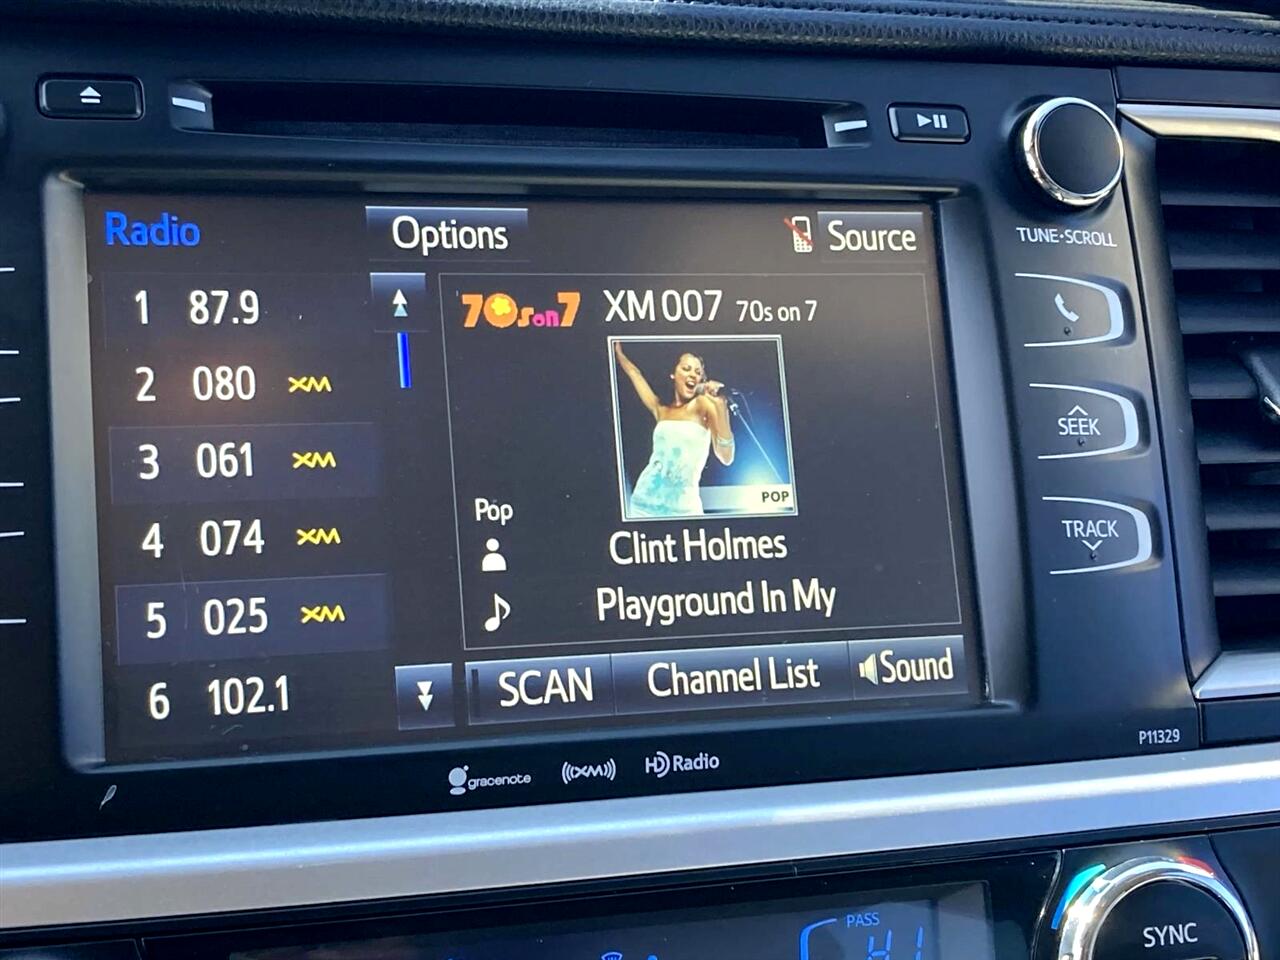 Radio
Options
Source
TUNE·SCROLL
1 87.9
2 080 XM
3 061 XM
4 074 XM
5 025 XM
6 102.1
70s on 7 XM007 70s on 7
POP
Pop
Clint Holmes
Playground In My
SCAN
Channel List
Sound
SEEK
TRACK
P11329
gracenote
((XM))
HD Radio
PASS
HI
SYNC